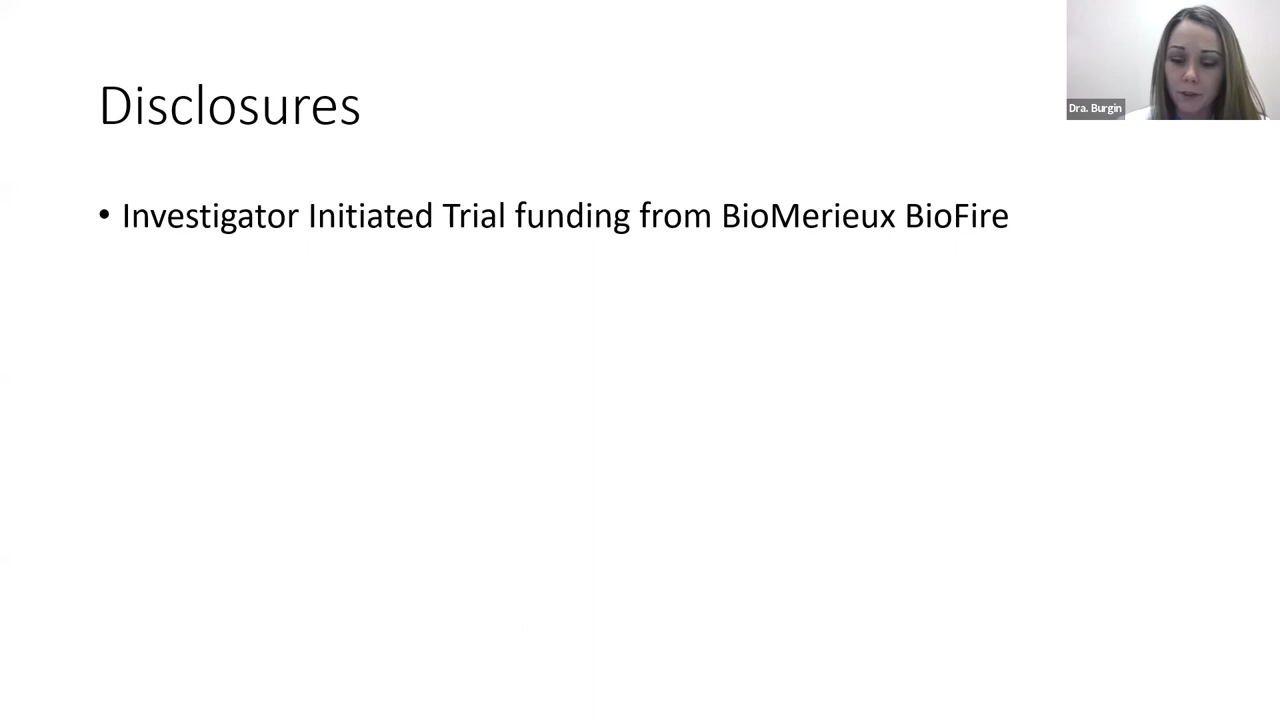 Disclosures
Dra. Burgin
• Investigator Initiated Trial funding from BioMerieux BioFire